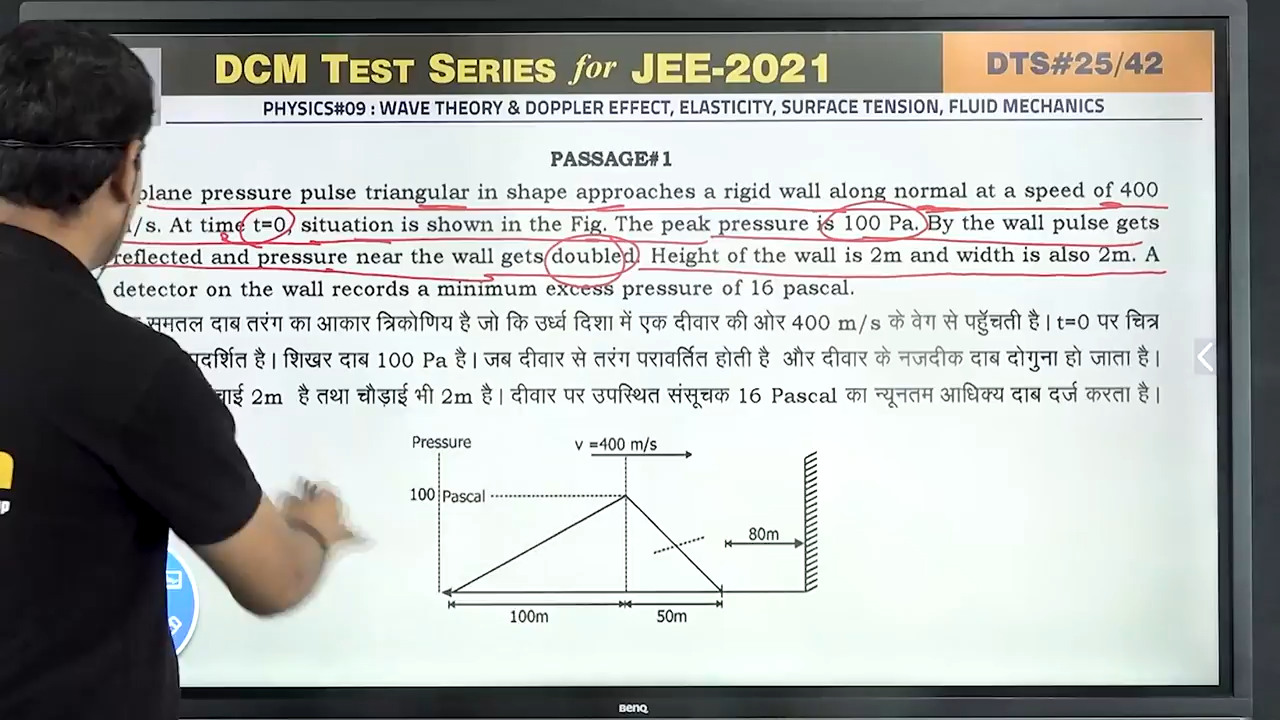 DCM TEST SERIES for JEE-2021
DTS#25/42
PHYSICS#09 : WAVE THEORY & DOPPLER EFFECT, ELASTICITY, SURFACE TENSION, FLUID MECHANICS
PASSAGE#1
plane pressure pulse triangular in shape approaches a rigid wall along normal at a speed of 400
/s. At time t=0, situation is shown in the Fig. The peak pressure is 100 Pa. By the wall pulse gets
reflected and pressure near the wall gets doubled. Height of the wall is 2m and width is also 2m. A
detector on the wall records a minimum excess pressure of 16 pascal.
समतल दाब तरंग का आकार त्रिकोणिय है जो कि उर्ध्व दिशा में एक दीवार की ओर 400 m/s के वेग से पहुँचती है। t=0 पर चित्र
है। शिखर दाब 100 Pa है। जब दीवार से तरंग परावर्तित होती है और दीवार के नजदीक दाब दोगुना हो जाता है।
2m है तथा चौड़ाई भी 2m है। दीवार पर उपस्थित संसूचक 16 Pascal का न्यूनतम आधिक्य दाब दर्ज करता है।
Pressure
v =400 m/s
100 Pascal
80m
100m
50m
BENQ